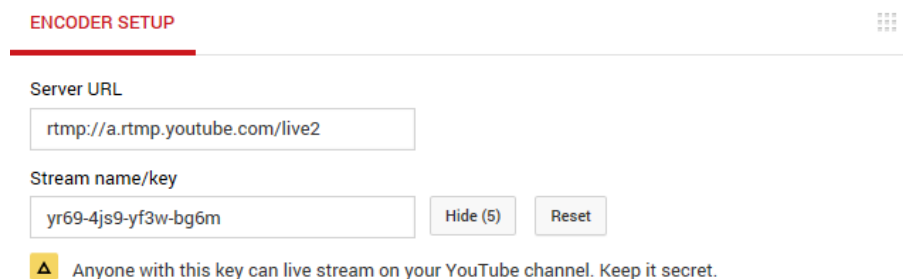 ENCODER SETUP
Server URL
rtmp://a.rtmp.youtube.com/live2
Stream name/key
yr69-4js9-yf3w-bg6m
Hide (5)
Reset
Anyone with this key can live stream on your YouTube channel. Keep it secret.